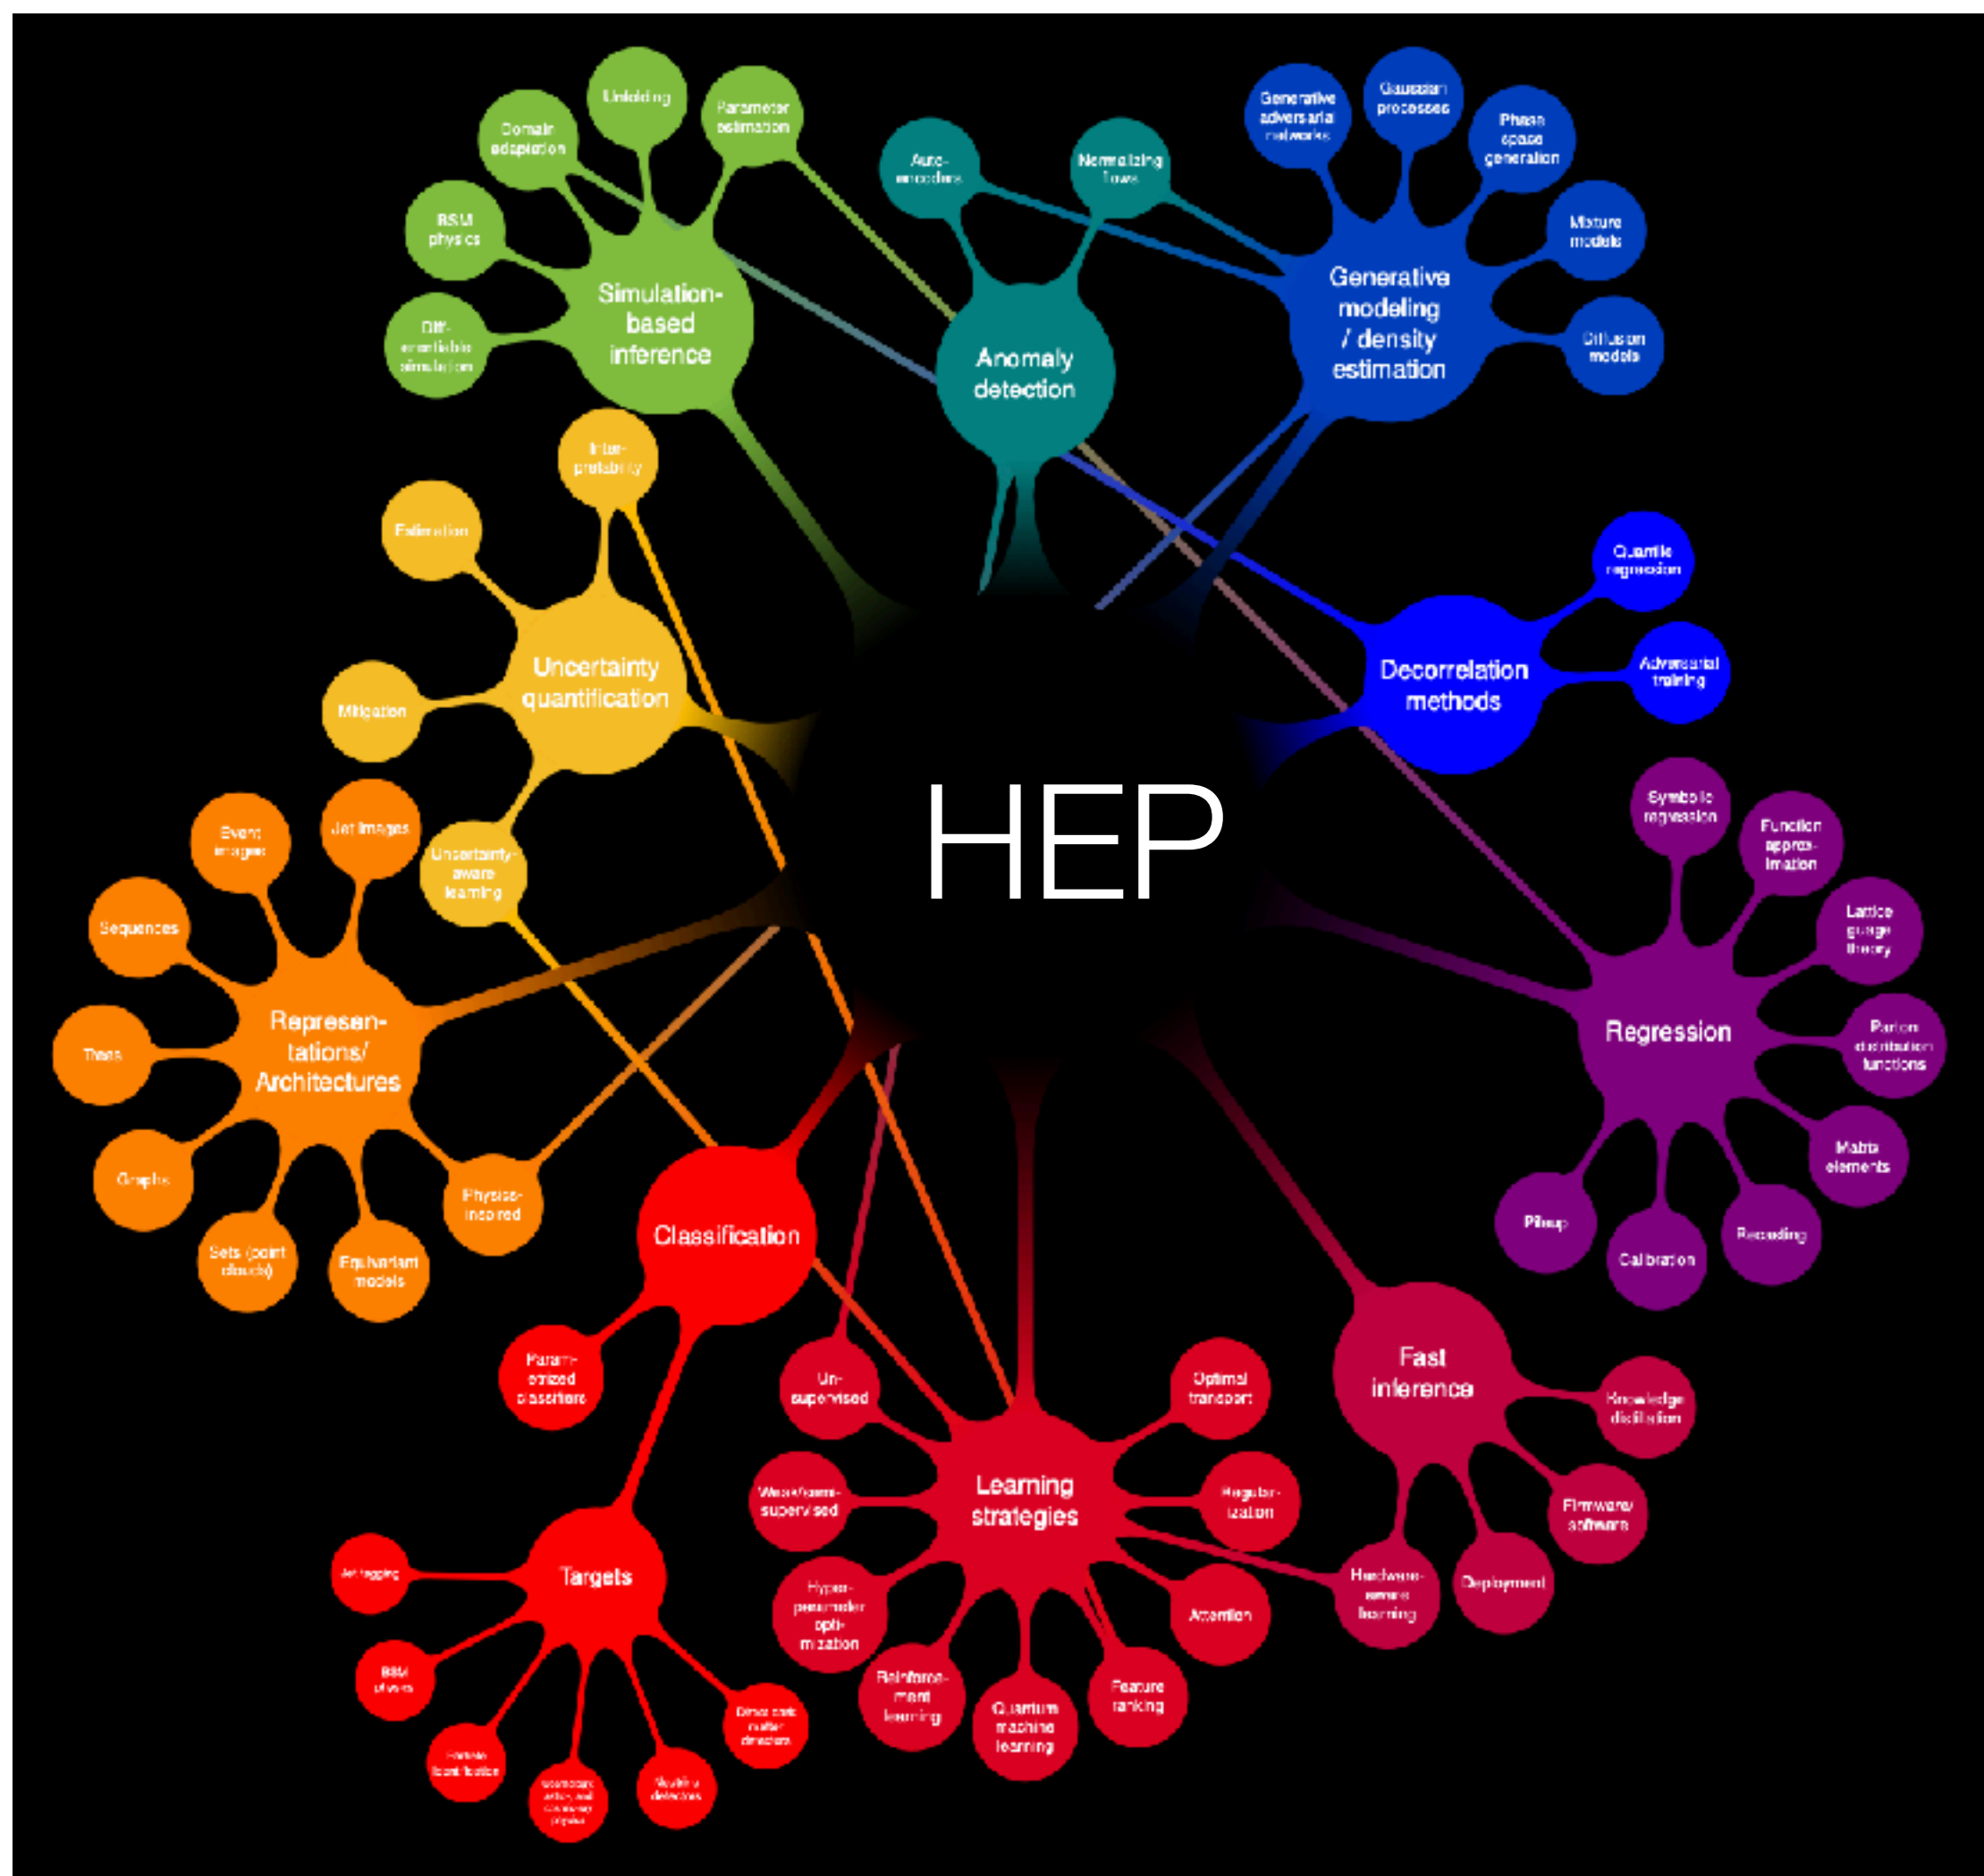 Unfolding
Parameter
estimation
Domain
adaptation
BSM
physics
Diff-
erentiable
simulation
Simulation-
based
inference
Auto-
encoders
Normalizing
flows
Anomaly
detection
Generative
adversarial
networks
Gaussian
processes
Phase
space
generation
Mixture
models
Diffusion
models
Generative
modeling
/ density
estimation
Inter-
pretability
Estimation
Mitigation
Uncertainty
quantification
Uncertainty-
aware
learning
Quantile
regression
Adversarial
training
Decorrelation
methods
HEP
Jet images
Event
images
Sequences
Trees
Graphs
Sets (point
clouds)
Equivariant
models
Physics-
inspired
Represen-
tations/
Architectures
Symbolic
regression
Function
approx-
imation
Lattice
guage
theory
Parton
distribution
functions
Matrix
elements
Recasting
Calibration
Pileup
Regression
Classification
Param-
etrized
classifiers
Targets
Jet tagging
BSM
physics
Particle
identification
Neutrino
detectors
Direct dark
matter
detectors
Un-
supervised
Weak/semi-
supervised
Hyper-
parameter
opti-
mization
Reinforce-
ment
learning
Quantum
machine
learning
Feature
ranking
Attention
Regular-
ization
Optimal
transport
Learning
strategies
Fast
inference
Knowledge
distillation
Firmware/
software
Deployment
Hardware-
aware
learning